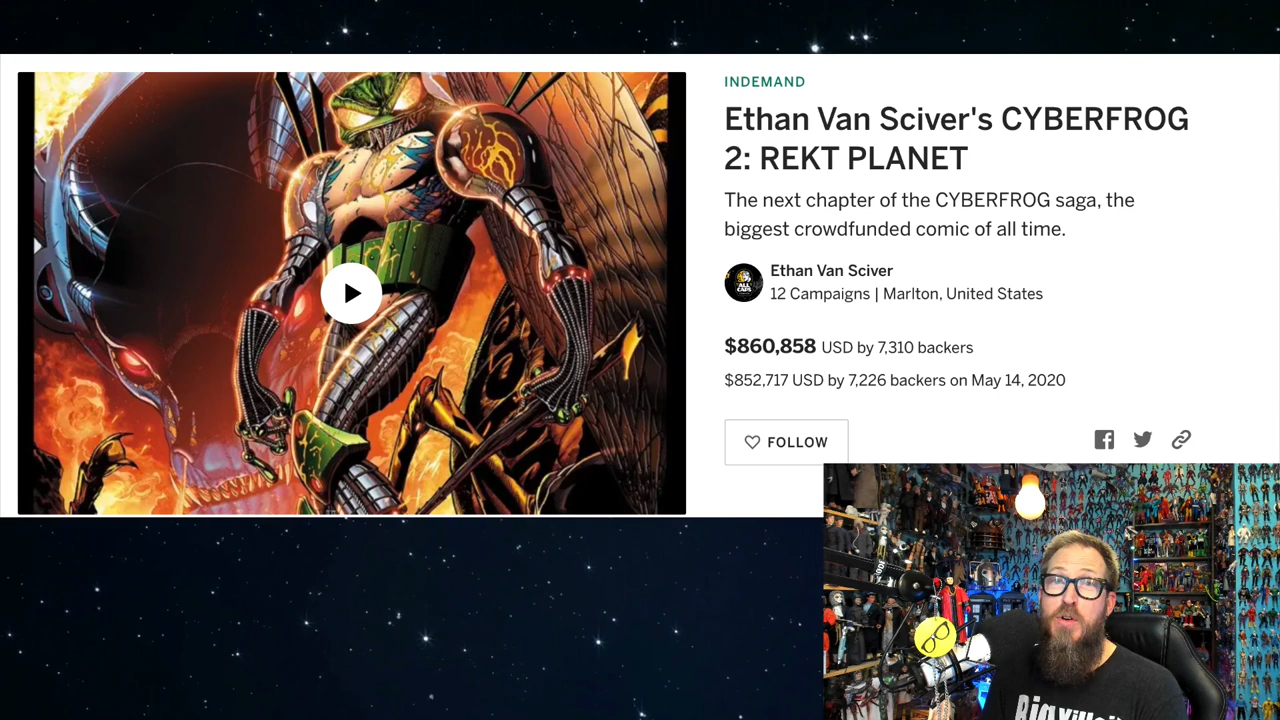 INDEMAND
Ethan Van Sciver's CYBERFROG
2: REKT PLANET
The next chapter of the CYBERFROG saga, the
biggest crowdfunded comic of all time.
ALL
CAPS
Ethan Van Sciver
12 Campaigns | Marlton, United States
$860,858 USD by 7,310 backers
$852,717 USD by 7,226 backers on May 14, 2020
FOLLOW